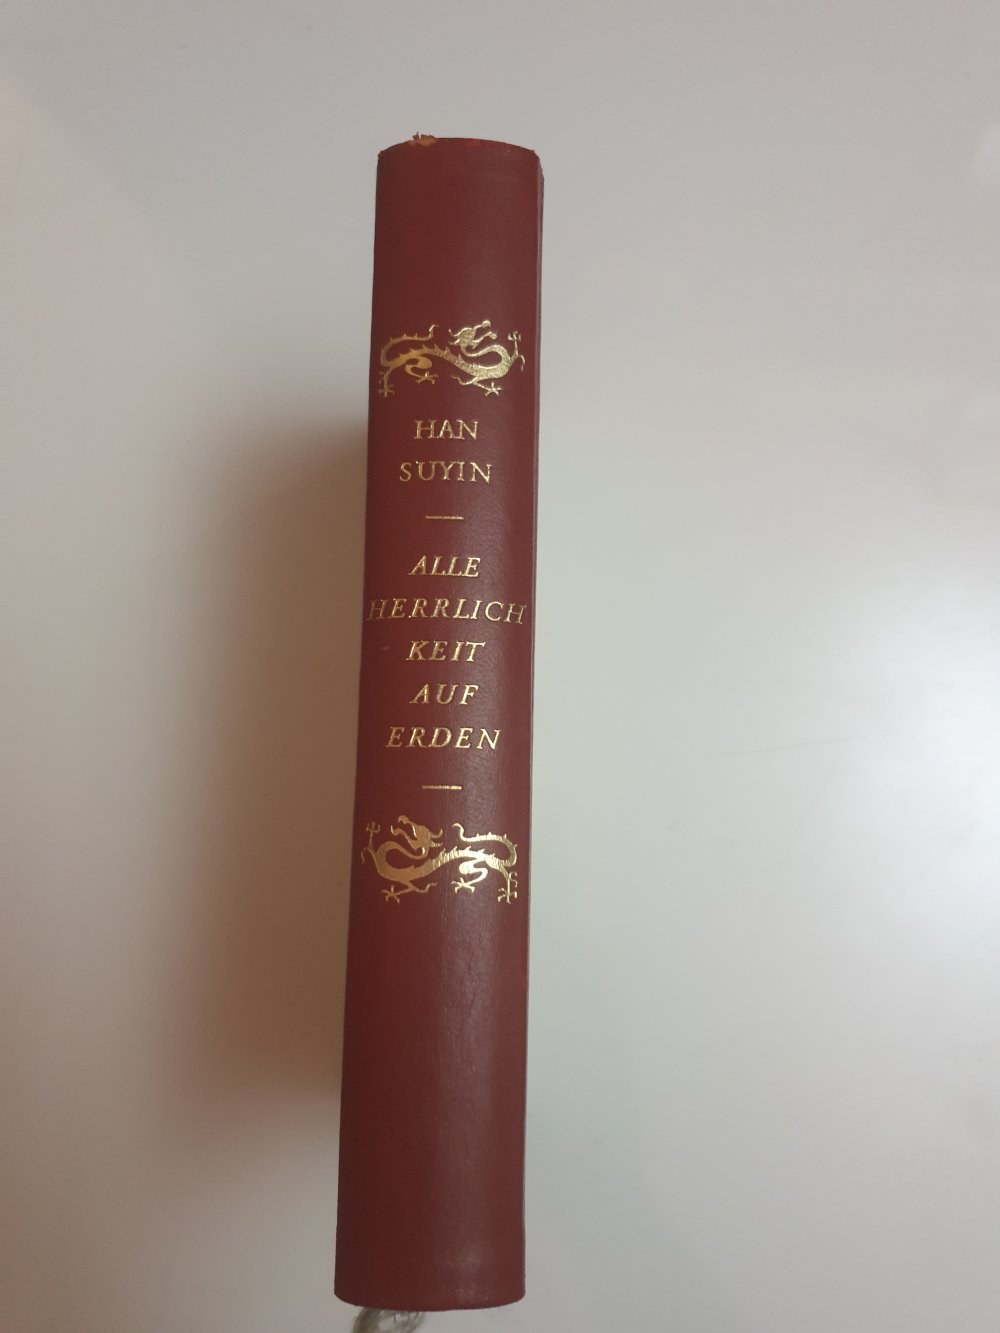 HAN
SUYIN
ALLE
HERRLICH
KEIT
AUF
ERDEN